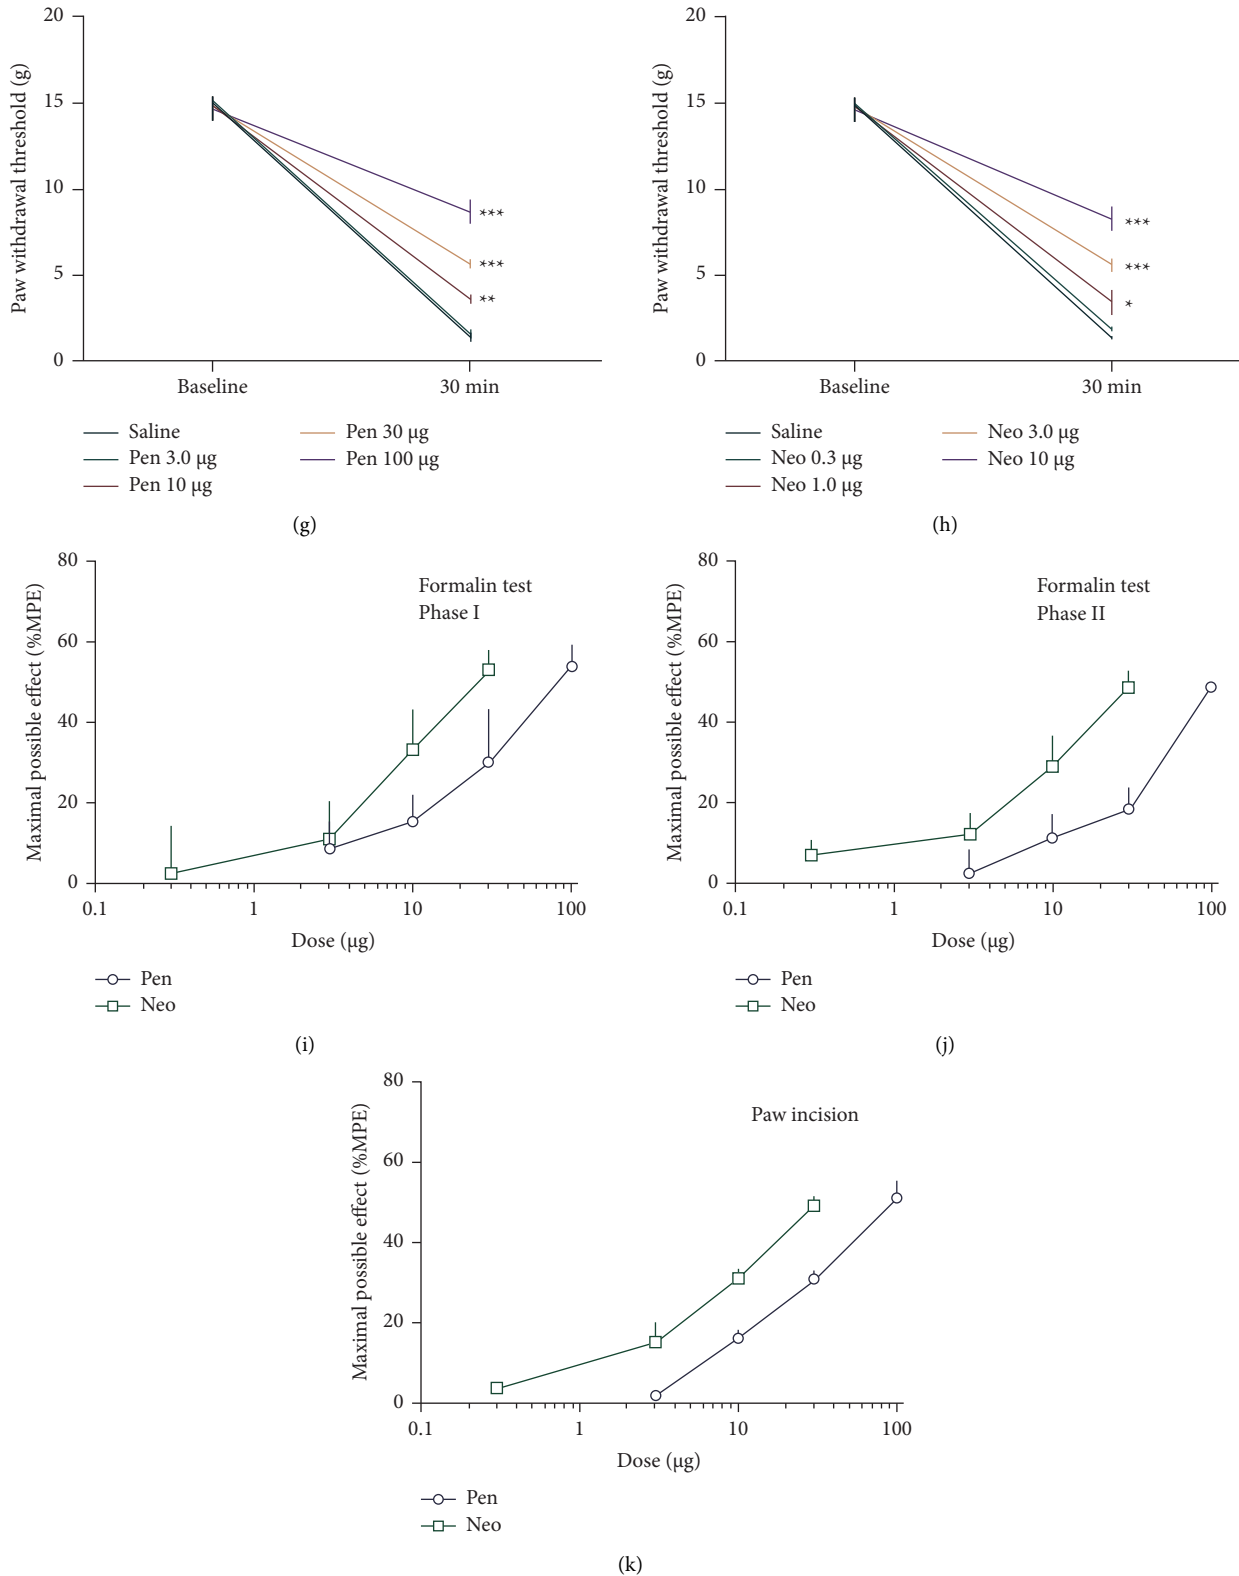 20
15
10
5
0
Paw withdrawal threshold (g)
***
***
**
Baseline
30 min
Saline
Pen 3.0 μg
Pen 10 μg
Pen 30 μg
Pen 100 μg
(g)
20
15
10
5
0
Paw withdrawal threshold (g)
***
***
*
Baseline
30 min
Saline
Neo 0.3 μg
Neo 1.0 μg
Neo 3.0 μg
Neo 10 μg
(h)
80
60
40
20
0
Maximal possible effect (%MPE)
Formalin test
Phase I
0.1 1 10 100
Dose (μg)
Pen
Neo
(i)
80
60
40
20
0
Maximal possible effect (%MPE)
Formalin test
Phase II
0.1 1 10 100
Dose (μg)
Pen
Neo
(j)
80
60
40
20
0
Maximal possible effect (%MPE)
Paw incision
0.1 1 10 100
Dose (μg)
Pen
Neo
(k)